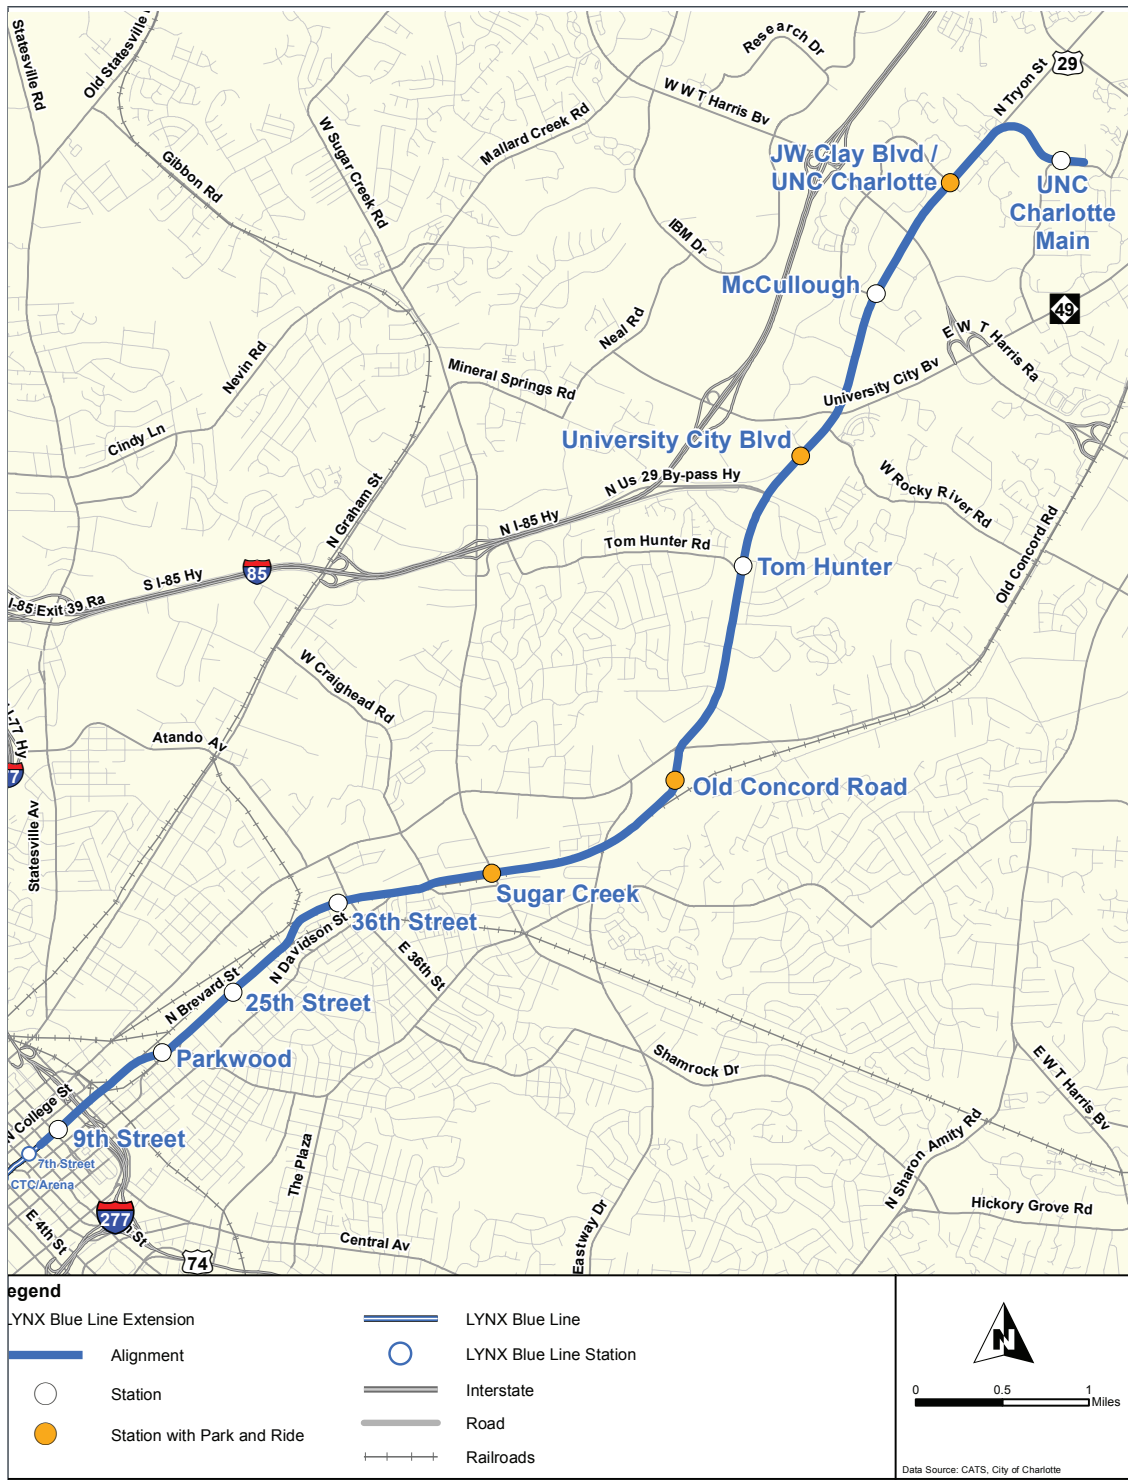 Statesville Rd
Old Statesville
Research Dr
29
N Tryon St
W W T Harris Bv
W Sugar Creek Rd
Mallard Creek Rd
Gibbon Rd
JW Clay Blvd /
UNC Charlotte
UNC
Charlotte
Main
IBM Dr
McCullough
49
Neal Rd
E W T Harris Ra
Nevin Rd
Mineral Springs Rd
University City Bv
Cindy Ln
University City Blvd
N Us 29 By-pass Hy
W Rocky River Rd
N Graham St
N I-85 Hy
Tom Hunter Rd
Old Concord Rd
Tom Hunter
85
S I-85 Hy
I-85 Exit 39 Ra
W Craighead Rd
I-77 Hy
Atando Av
7
Old Concord Road
Statesville Av
Sugar Creek
36th Street
N Davidson St
E 36th St
N Brevard St
25th Street
Parkwood
Shamrock Dr
E W T Harris Bv
N College St
9th Street
7th Street
CTC/Arena
The Plaza
N Sharon Amity Rd
Hickory Grove Rd
277
E 4th St
h St
74
Central Av
Eastway Dr
egend
LYNX Blue Line Extension
Alignment
Station
Station with Park and Ride
LYNX Blue Line
LYNX Blue Line Station
Interstate
Road
Railroads
N
0 0.5 1
Miles
Data Source: CATS, City of Charlotte